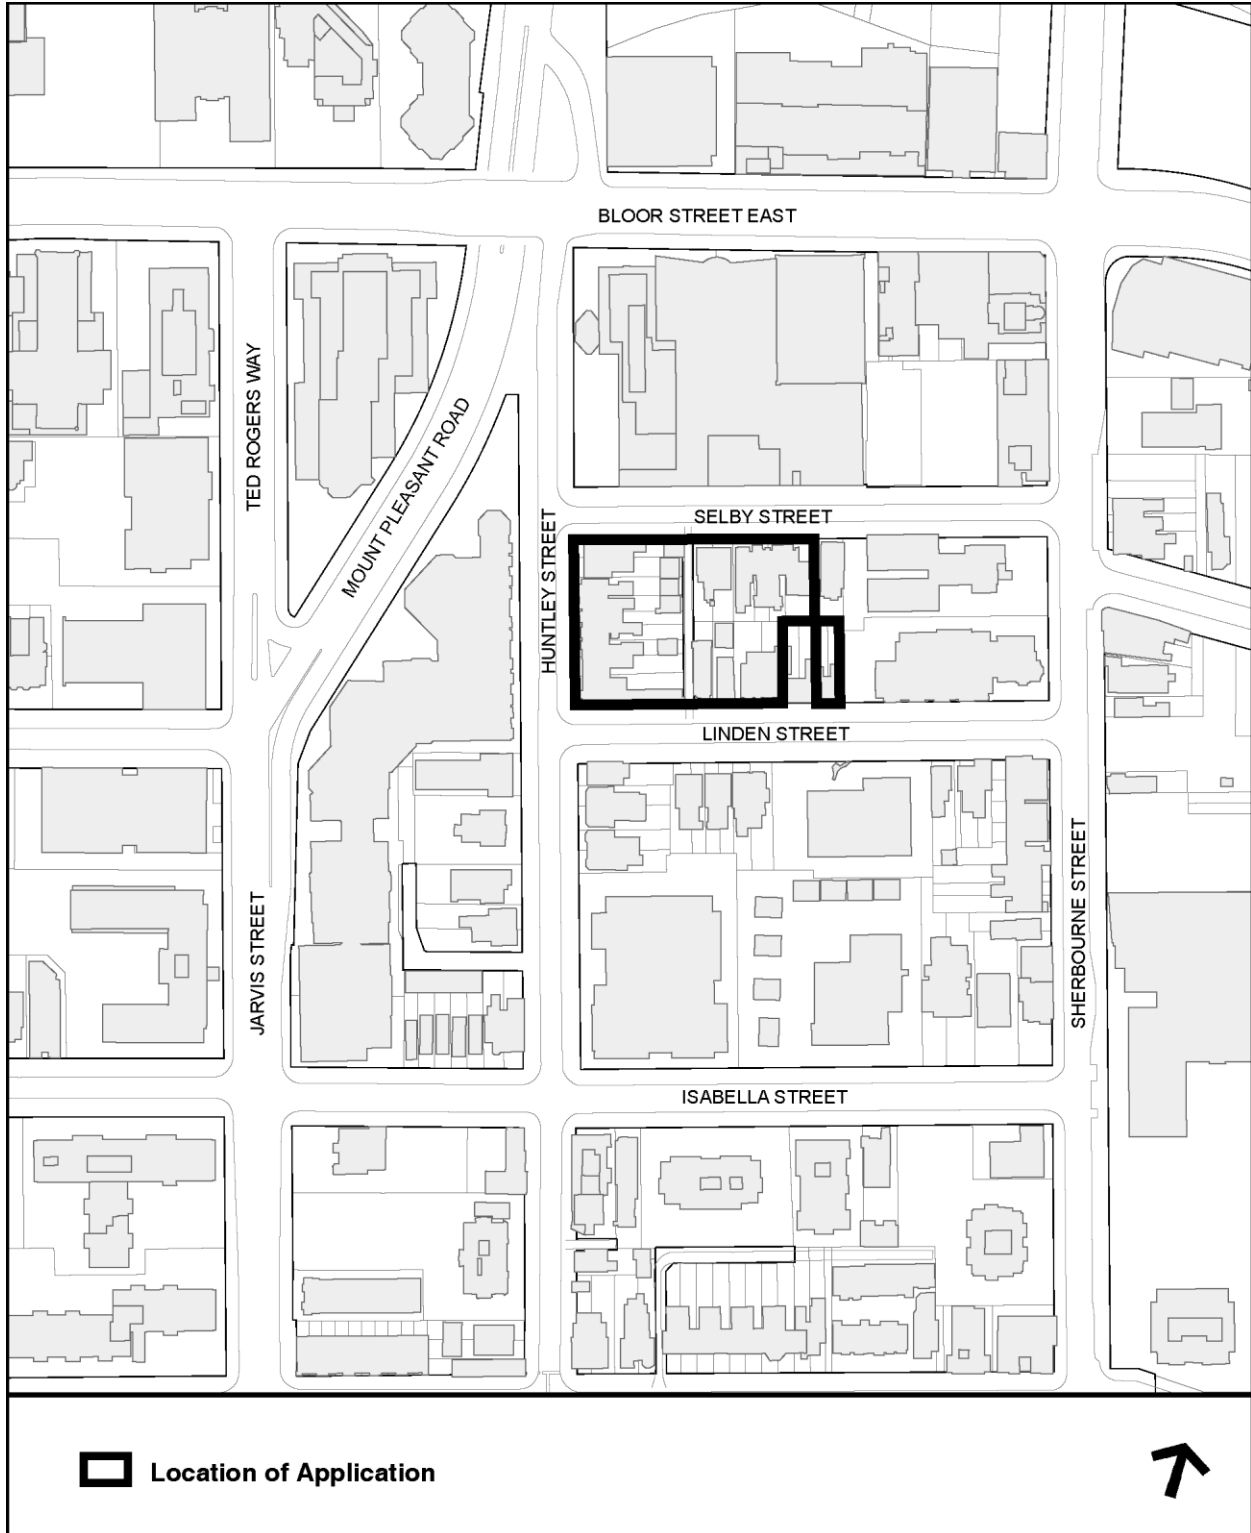 BLOOR STREET EAST
TED ROGERS WAY
MOUNT PLEASANT ROAD
HUNTLEY STREET
SELBY STREET
LINDEN STREET
JARVIS STREET
SHERBOURNE STREET
ISABELLA STREET
Location of Application